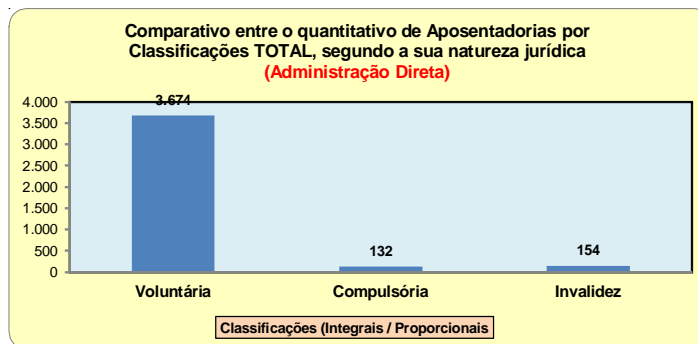 Comparativo entre o quantitativo de Aposentadorias por
Classificações TOTAL, segundo a sua natureza jurídica
(Administração Direta)
4.000
3.500
3.000
2.500
2.000
1.500
1.000
500
0
3.674
132
154
Voluntária
Compulsória
Invalidez
Classificações (Integrais / Proporcionais